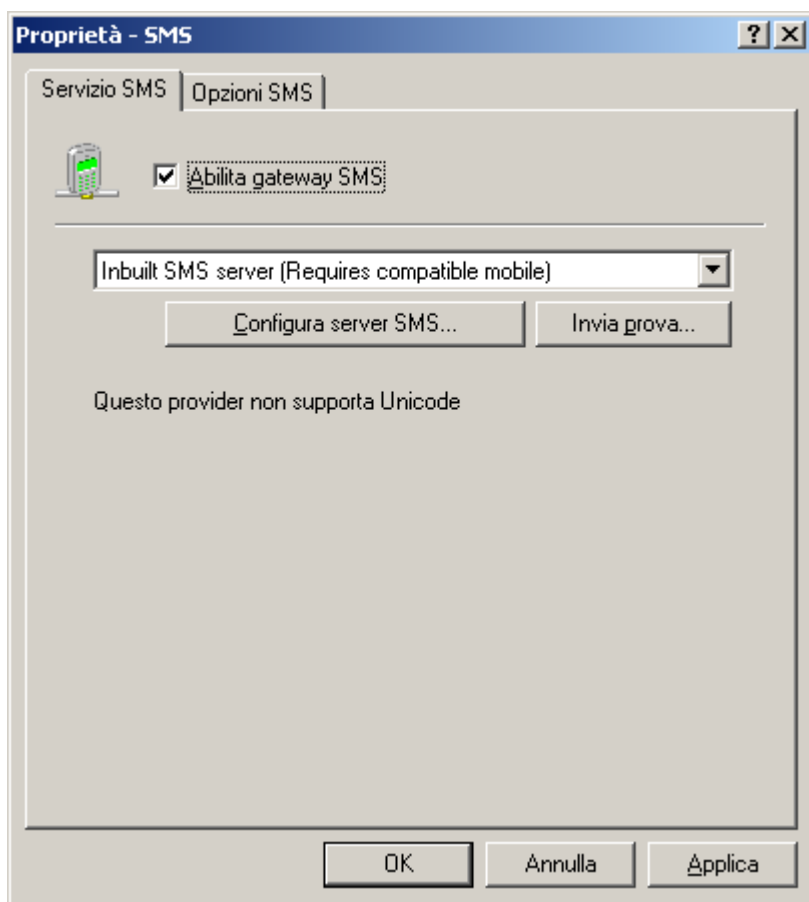 Proprietà - SMS
Servizio SMS
Opzioni SMS
Abilita gateway SMS
Inbuilt SMS server (Requires compatible mobile)
Configura server SMS...
Invia prova...
Questo provider non supporta Unicode
OK
Annulla
Applica